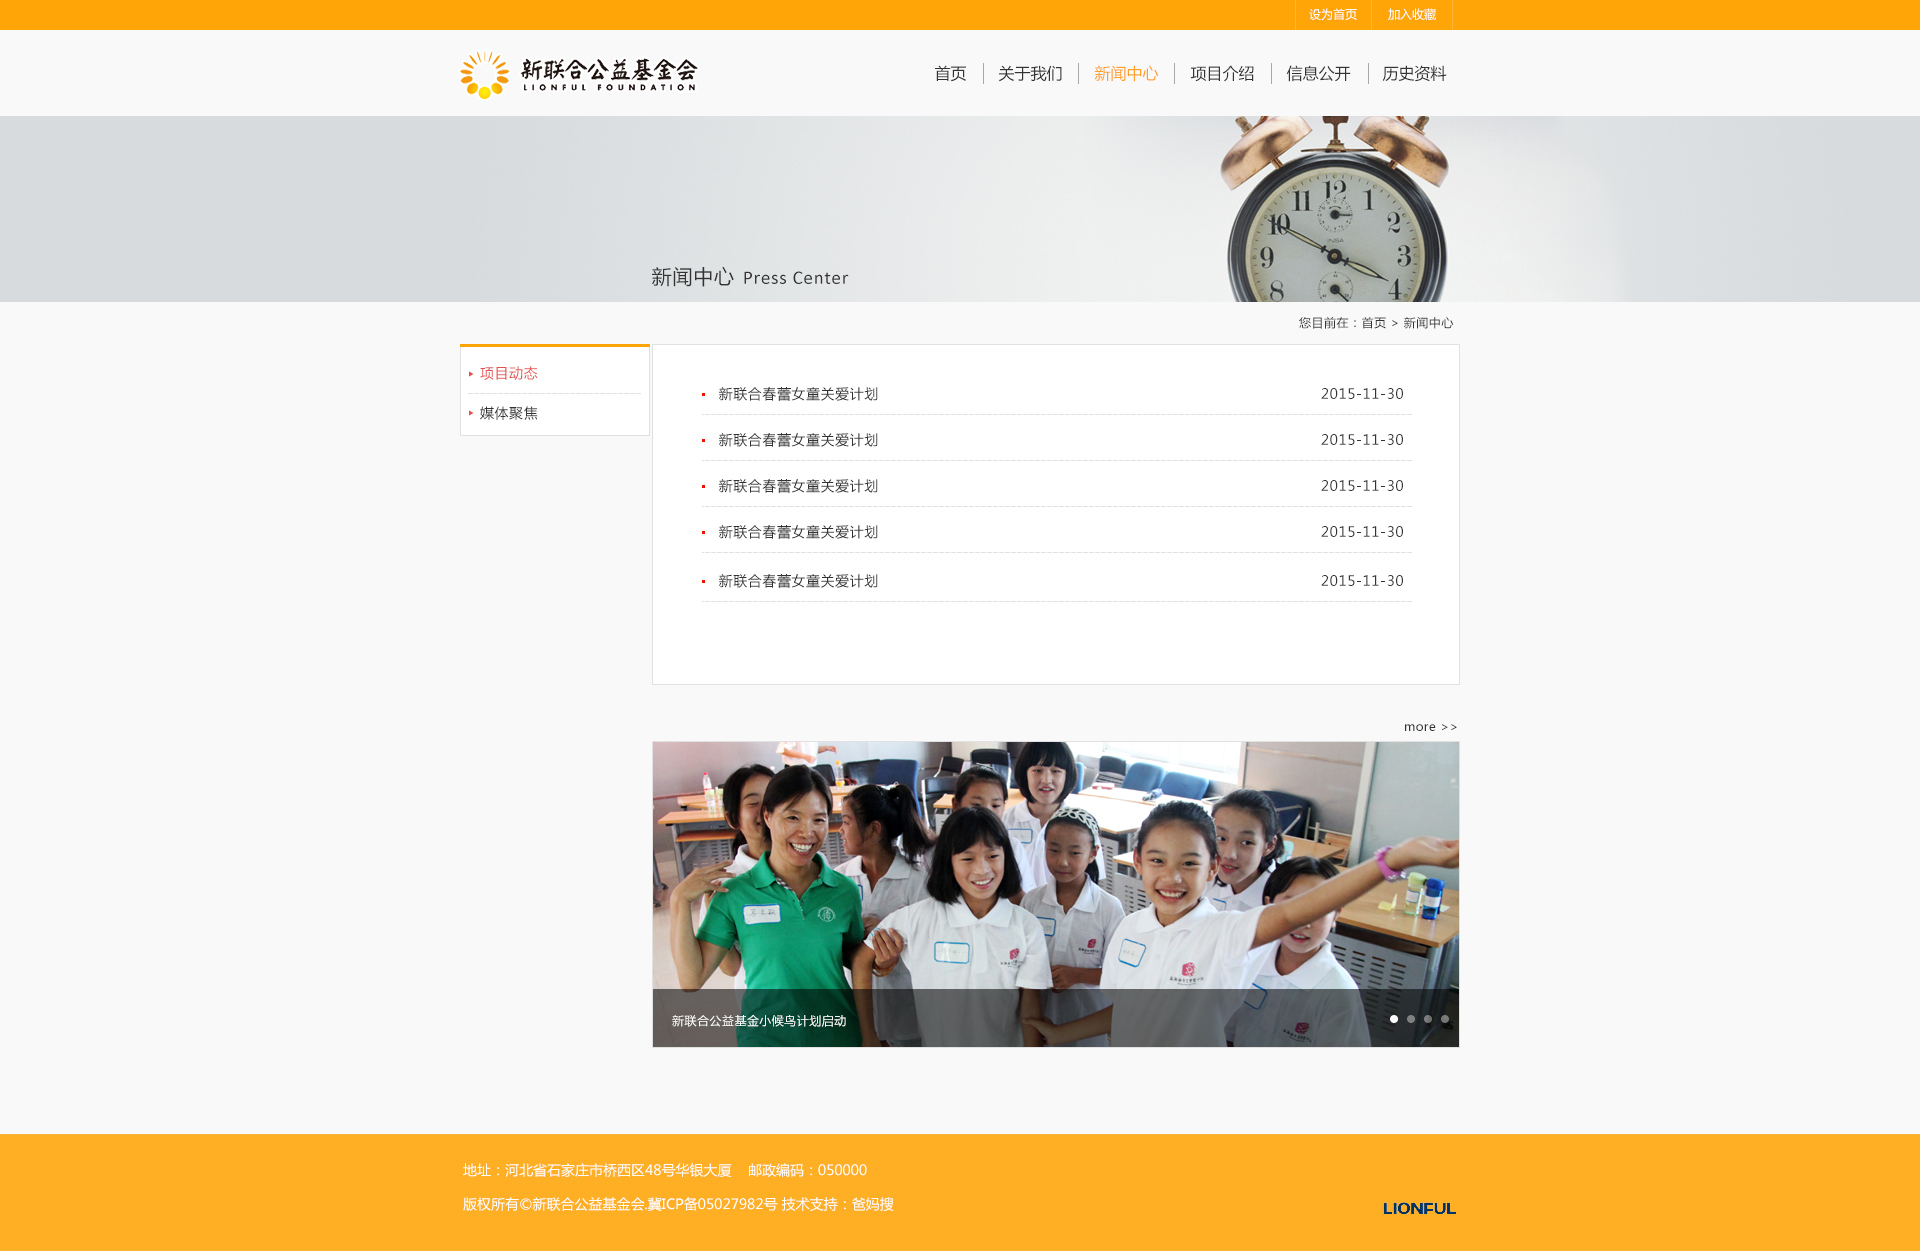 设为首页 加入收藏
新联合公益基金会
LIONFUL FOUNDATION
首页 关于我们 新闻中心 项目介绍 信息公开 历史资料
12
11
1
10
2
9
3
8
4
新闻中心 Press Center
您目前在：首页 > 新闻中心
项目动态
媒体聚焦
新联合春蕾女童关爱计划 2015-11-30
新联合春蕾女童关爱计划 2015-11-30
新联合春蕾女童关爱计划 2015-11-30
新联合春蕾女童关爱计划 2015-11-30
新联合春蕾女童关爱计划 2015-11-30
more >>
新联合公益基金小候鸟计划启动
地址：河北省石家庄市桥西区48号华银大厦 邮政编码：050000
版权所有©新联合公益基金会.冀ICP备05027982号 技术支持：爸妈搜
LIONFUL